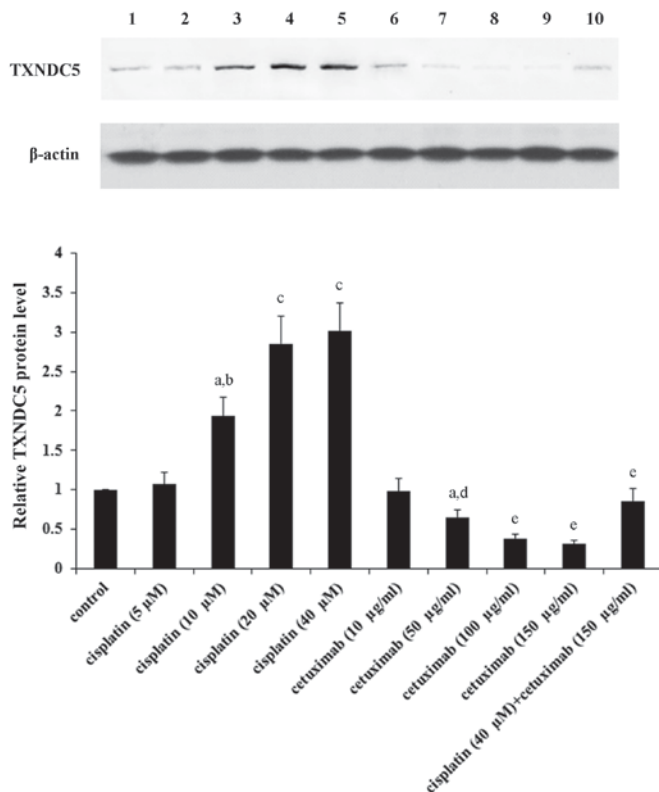 1 2 3 4 5 6 7 8 9 10
TXNDC5
β-actin
Relative TXNDC5 protein level
4
3.5
3
2.5
2
1.5
1
0.5
0
a,b
c
c
a,d
e
e
e
control
cisplatin (5 μM)
cisplatin (10 μM)
cisplatin (20 μM)
cisplatin (40 μM)
cetuximab (10 μg/ml)
cetuximab (50 μg/ml)
cetuximab (100 μg/ml)
cetuximab (150 μg/ml)
cisplatin (40 μM)+cetuximab (150 μg/ml)